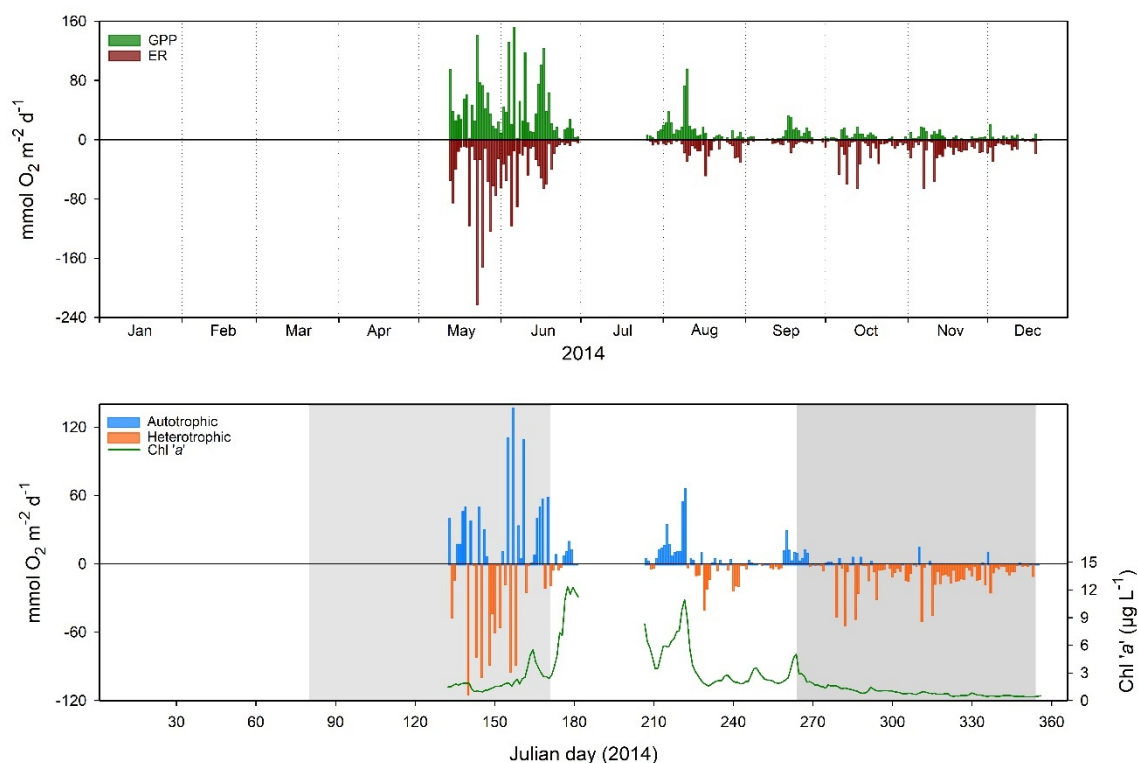 160
80
0
-80
-160
-240
mmol O₂ m⁻² d⁻¹
GPP
ER
Jan Feb Mar Apr May Jun Jul Aug Sep Oct Nov Dec
2014
120
60
0
-60
-120
mmol O₂ m⁻² d⁻¹
Autotrophic
Heterotrophic
Chl 'a'
15
12
9
6
3
0
Chl 'a' (µg L⁻¹)
30 60 90 120 150 180 210 240 270 300 330 360
Julian day (2014)